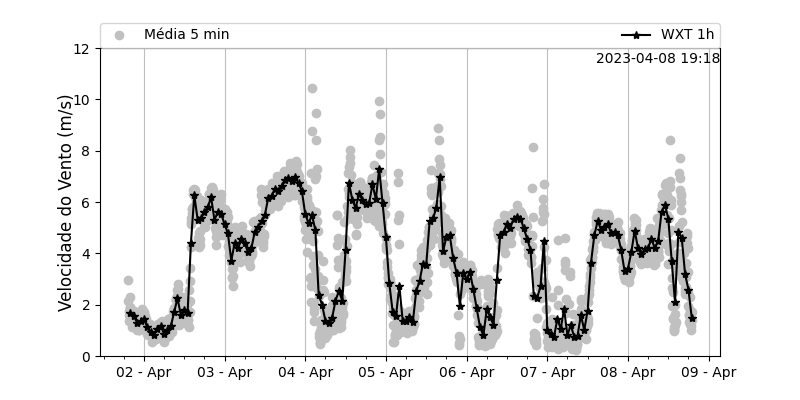 Média 5 min
WXT 1h
2023-04-08 19:18
Velocidade do Vento (m/s)
12
10
8
6
4
2
0
02 - Apr
03 - Apr
04 - Apr
05 - Apr
06 - Apr
07 - Apr
08 - Apr
09 - Apr